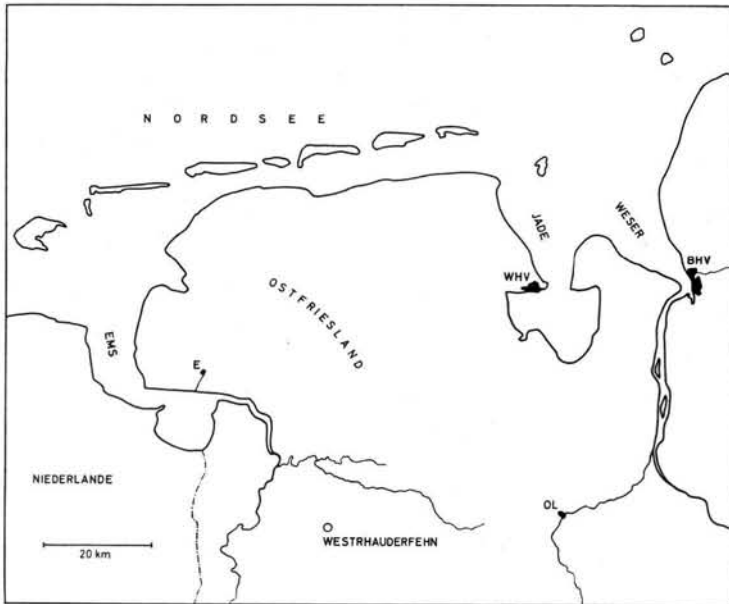 NORDSEE
JADE
WESER
BHV
WHV
OSTFRIESLAND
EMS
E
NIEDERLANDE
OL
20 km
WESTRHAUDERFEHN